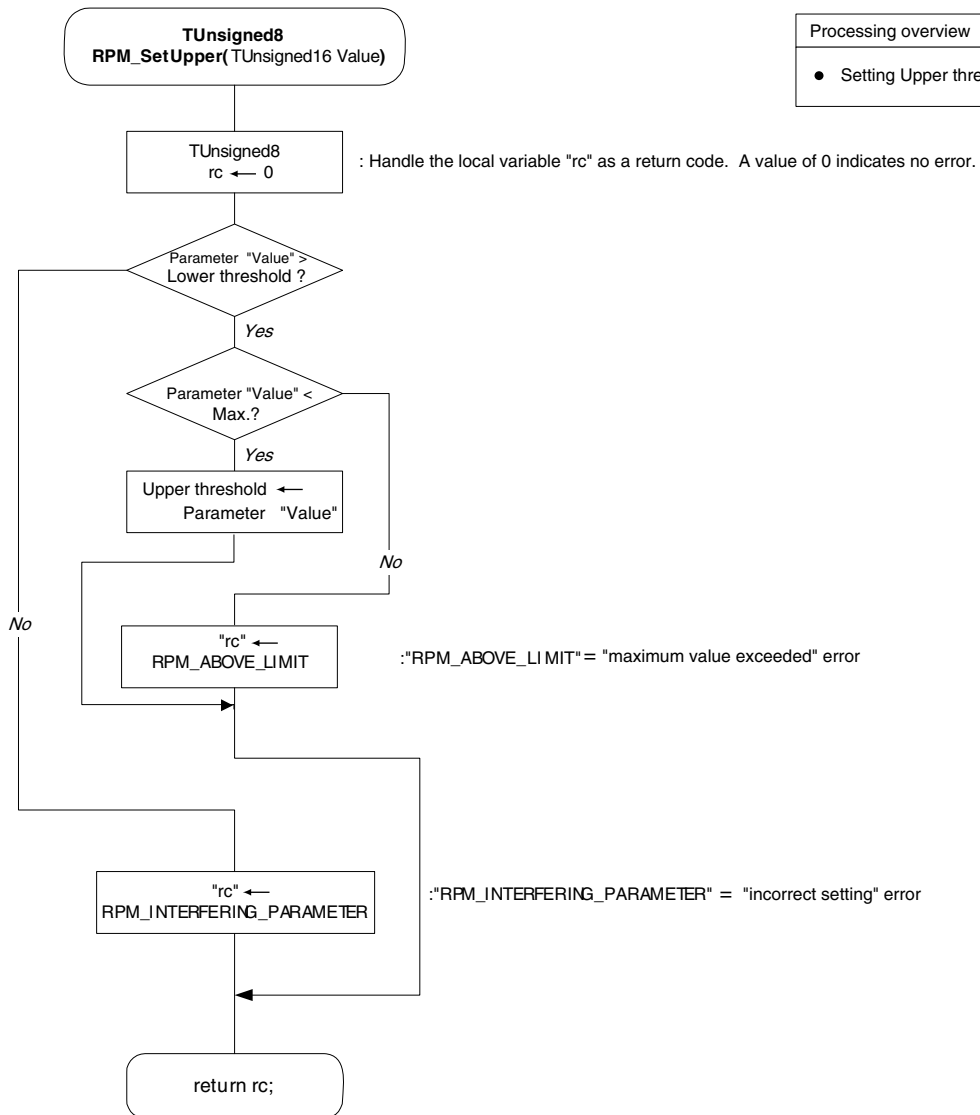 TUnsigned8
RPM_SetUpper( TUnsigned16 Value)
Processing overview
● Setting Upper
TUnsigned8
rc ← 0
: Handle the local variable "rc" as a return code. A value of 0 indicates no error.
Parameter "Value" >
Lower threshold ?
Yes
Parameter "Value" <
Max.?
Yes
Upper threshold ←
Parameter "Value"
No
No
"rc" ←
RPM_ABOVE_LIMIT
:"RPM_ABOVE_LIMIT" = "maximum value exceeded" error
"rc" ←
RPM_INTERFERING_PARAMETER
:"RPM_INTERFERING_PARAMETER" = "incorrect setting" error
return rc;